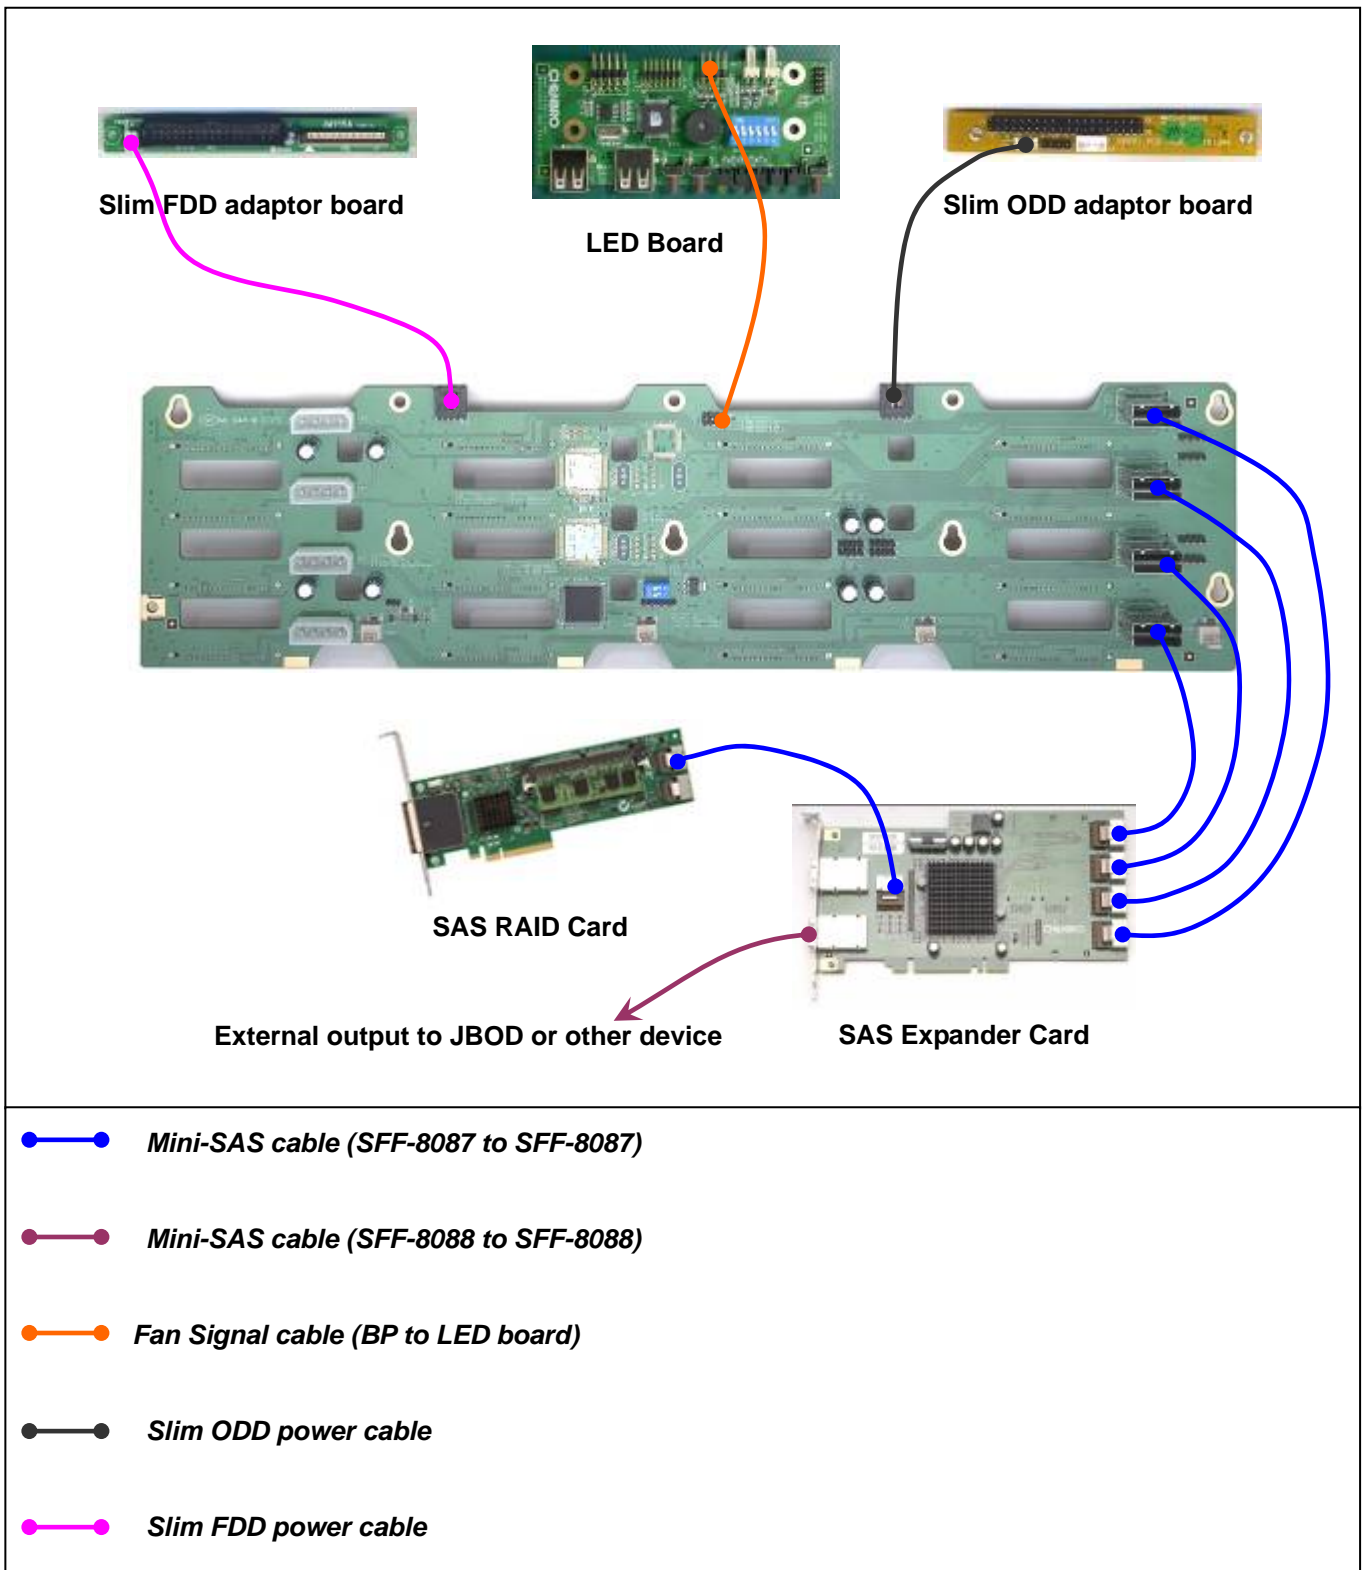 CHENBRO
Slim FDD adaptor board
LED Board
Slim ODD adaptor board
SAS RAID Card
SAS Expander Card
External output to JBOD or other device
Mini-SAS cable (SFF-8087 to SFF-8087)
Mini-SAS cable (SFF-8088 to SFF-8088)
Fan Signal cable (BP to LED board)
Slim ODD power cable
Slim FDD power cable